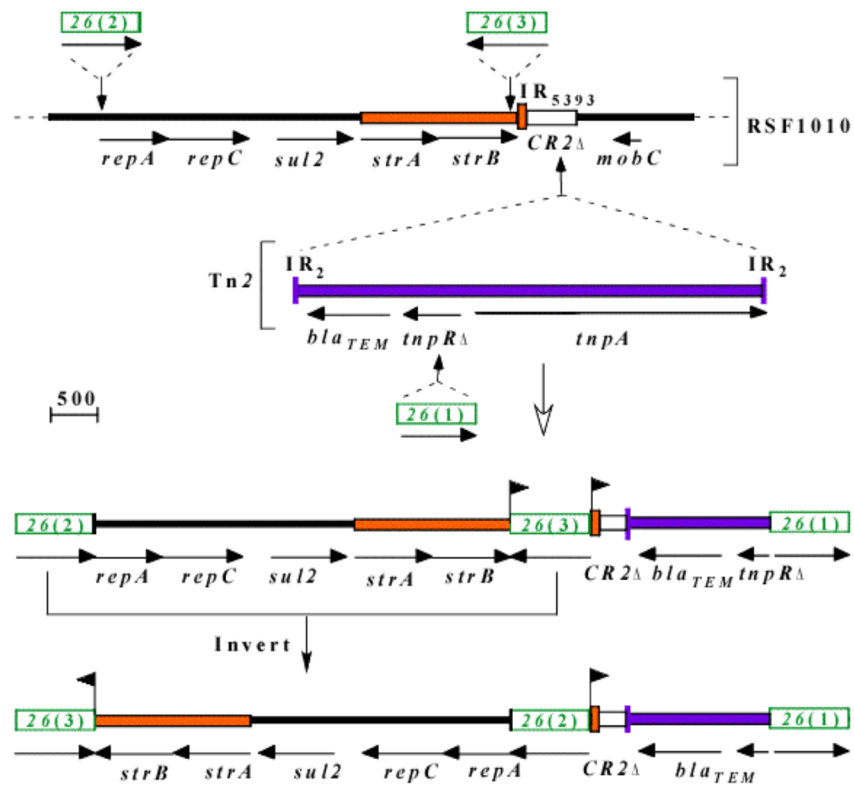 26(2) 26(3)
IR5393
RSF1010
repA repC sul2 strA strB CR2Δ mobC
IR2 IR2
Tn2
blaTEM tnpRΔ tnpA
500
26(1)
26(2) 26(3) 26(1)
repA repC sul2 strA strB CR2Δ blaTEM tnpRΔ
Invert
26(3) 26(2) 26(1)
strB strA sul2 repC repA CR2Δ blaTEM